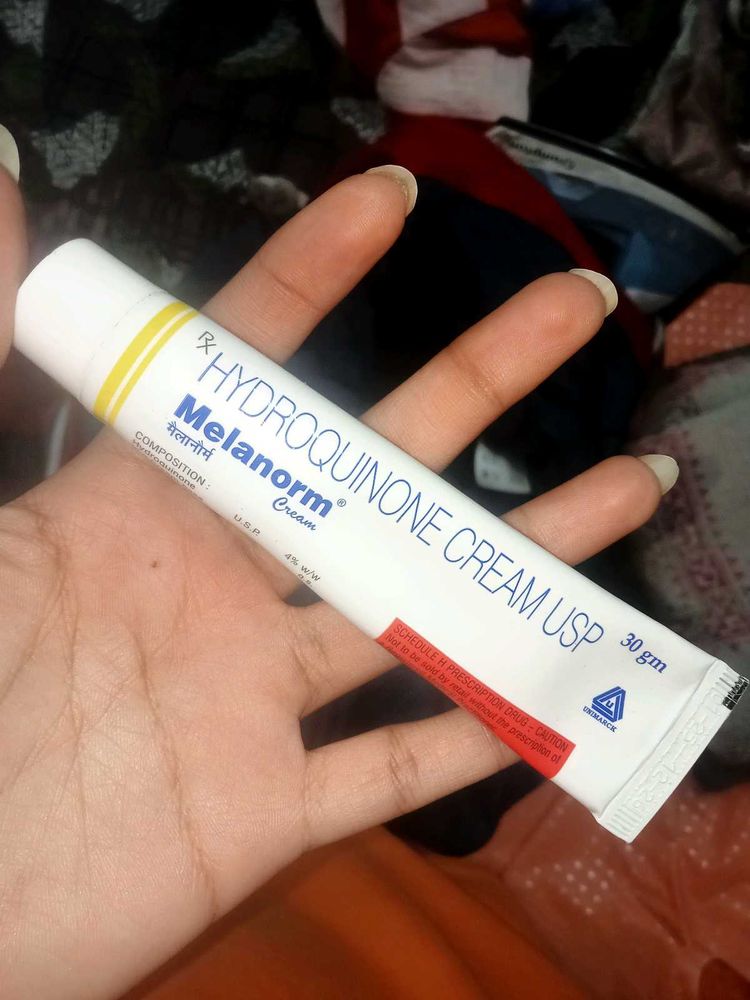 Rx
HYDROQUINONE CREAM USP
Melanorm®
मैलानौर्म
Cream
30 gm
COMPOSITION :
Hydroquinone U.S.P. 4% w/w
q.s.
SCHEDULE H PRESCRIPTION DRUG - CAUTION
Not to be sold by retail without the prescription of
UNIMARCK